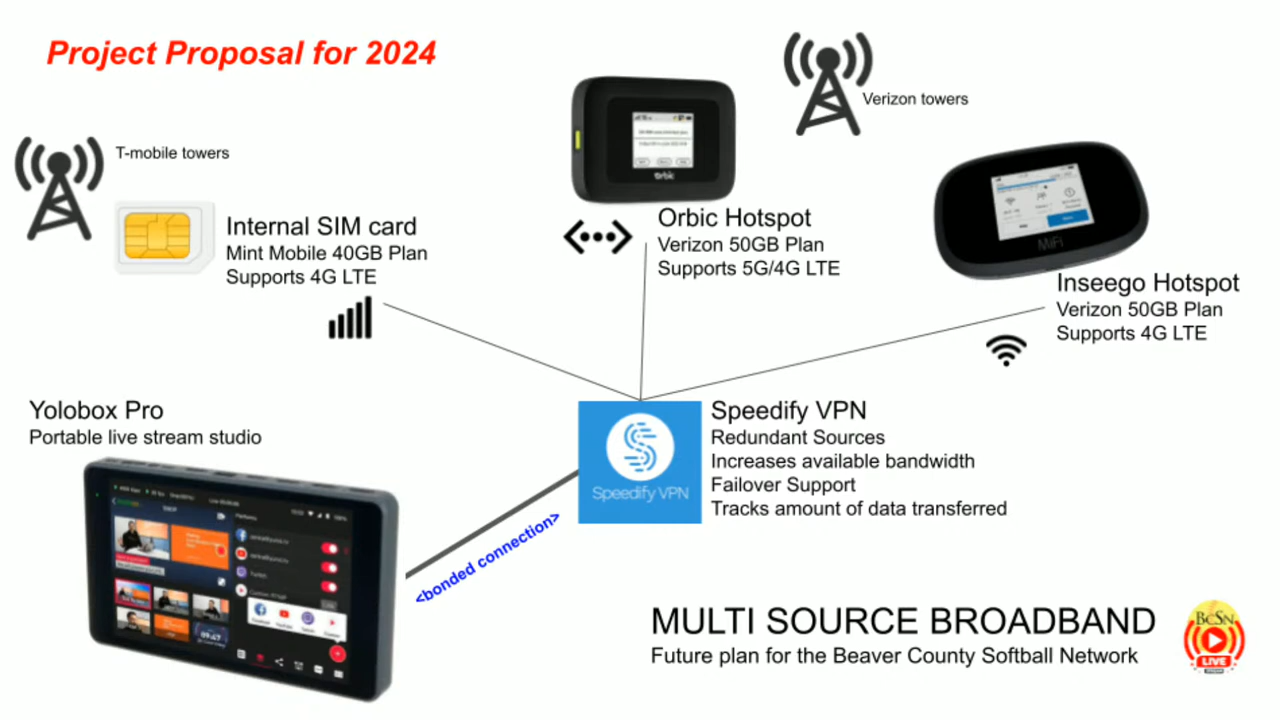 Project Proposal for 2024
Verizon towers
T-mobile towers
Orbic
MiFi
Internal SIM card
Mint Mobile 40GB Plan
Supports 4G LTE
Orbic Hotspot
Verizon 50GB Plan
Supports 5G/4G LTE
Inseego Hotspot
Verizon 50GB Plan
Supports 4G LTE
Yolobox Pro
Portable live stream studio
Speedify VPN
Speedify VPN
Redundant Sources
Increases available bandwidth
Failover Support
Tracks amount of data transferred
<bonded connection>
09:47
MULTI SOURCE BROADBAND
Future plan for the Beaver County Softball Network
BCSN
LIVE